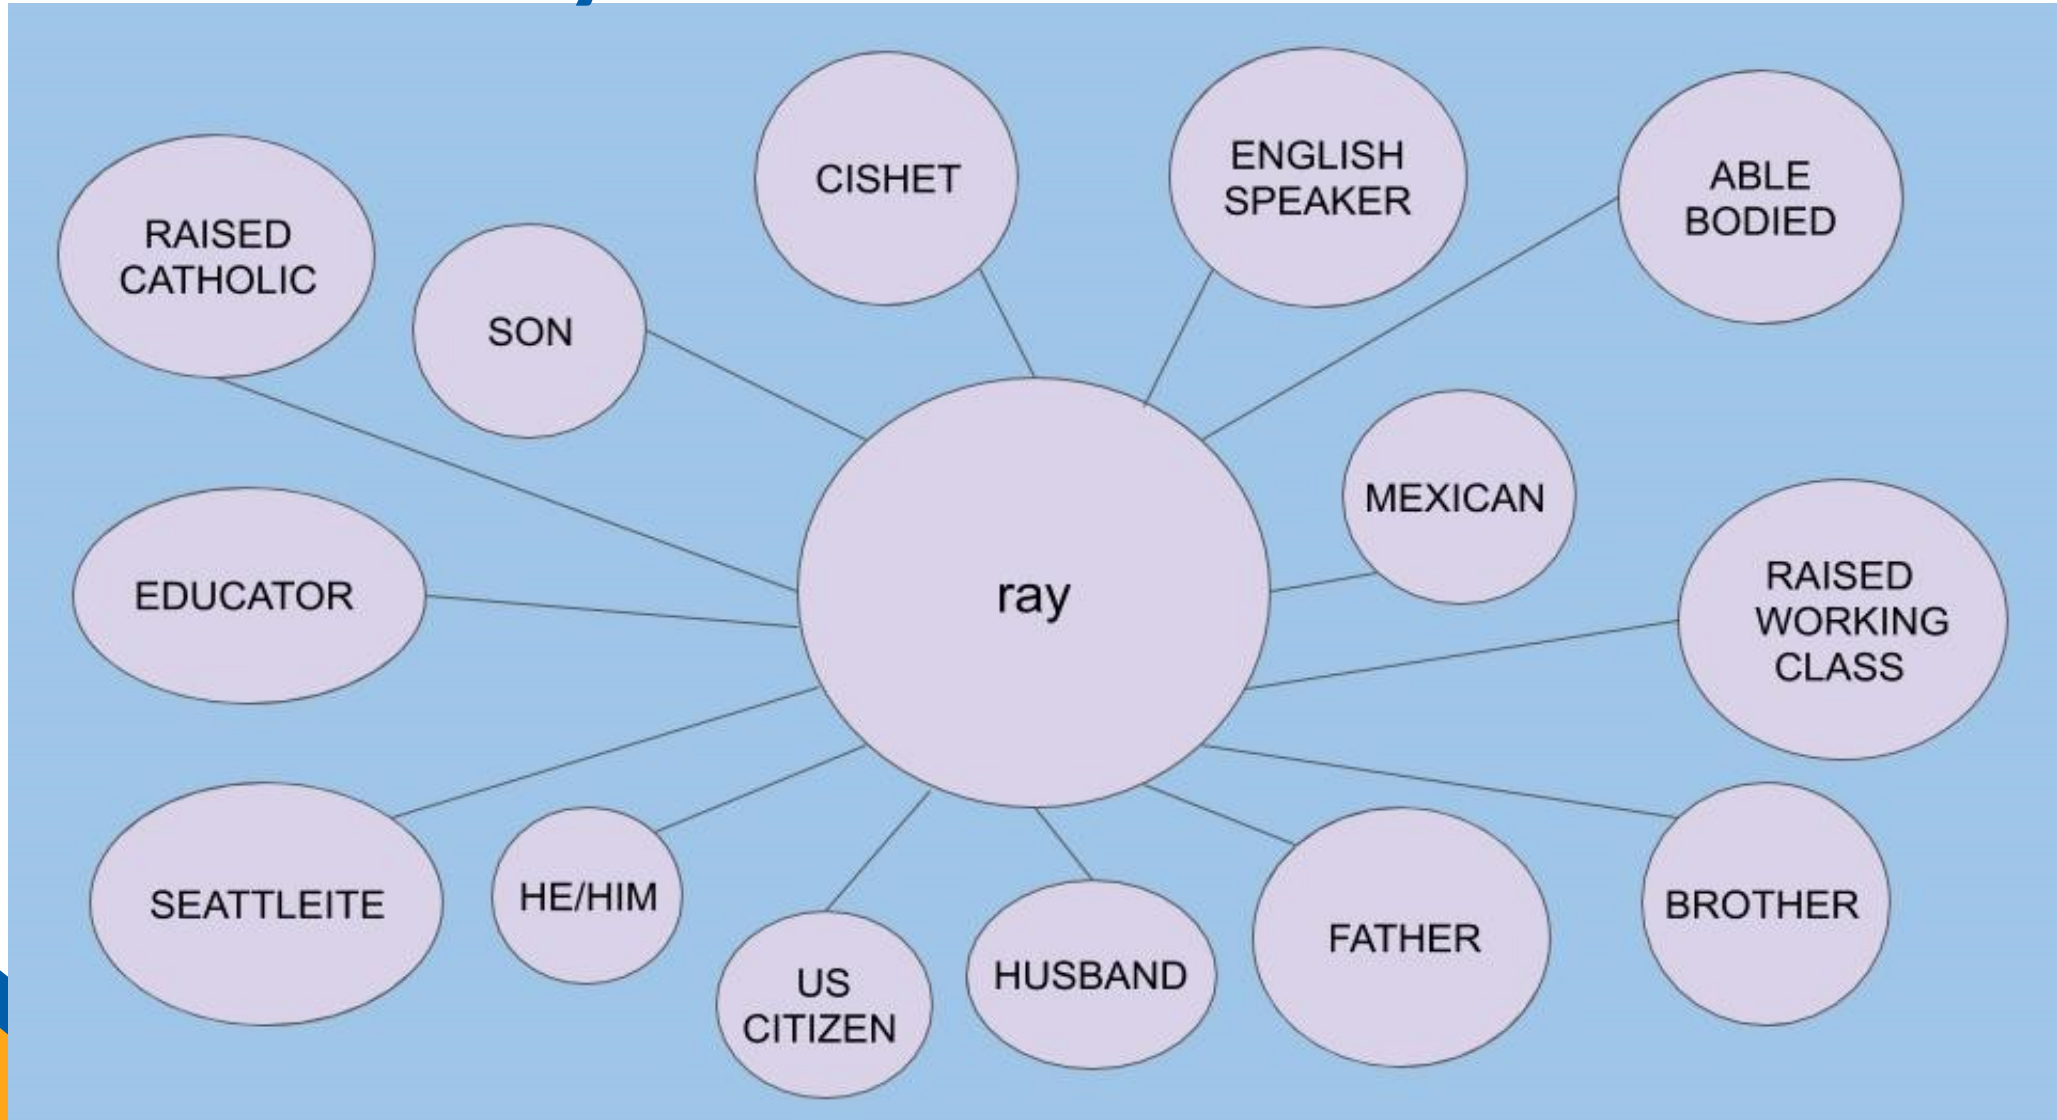 CISHET
ENGLISH
SPEAKER
ABLE
BODIED
RAISED
CATHOLIC
SON
MEXICAN
RAISED
WORKING
CLASS
EDUCATOR
ray
SEATTLEITE
HE/HIM
US
CITIZEN
HUSBAND
FATHER
BROTHER